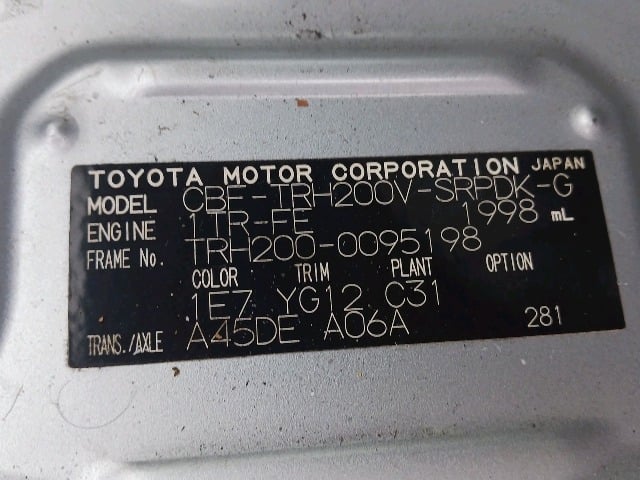 TOYOTA MOTOR CORPORATION JAPAN
MODEL CBF-TRH200V-SRPDK-G
ENGINE 1TR-FE 1998 mL
FRAME No. TRH200-0095198
COLOR TRIM PLANT OPTION
1E7 YG12 C31
TRANS./AXLE A45DE A06A 281